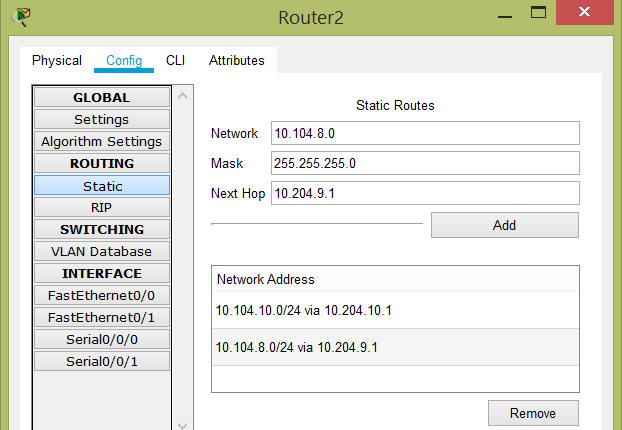 Router2
Physical Config CLI Attributes
GLOBAL
Settings
Algorithm Settings
ROUTING
Static
RIP
SWITCHING
VLAN Database
INTERFACE
FastEthernet0/0
FastEthernet0/1
Serial0/0/0
Serial0/0/1
Static Routes
Network 10.104.8.0
Mask 255.255.255.0
Next Hop 10.204.9.1
Add
Network Address
10.104.10.0/24 via 10.204.10.1
10.104.8.0/24 via 10.204.9.1
Remove